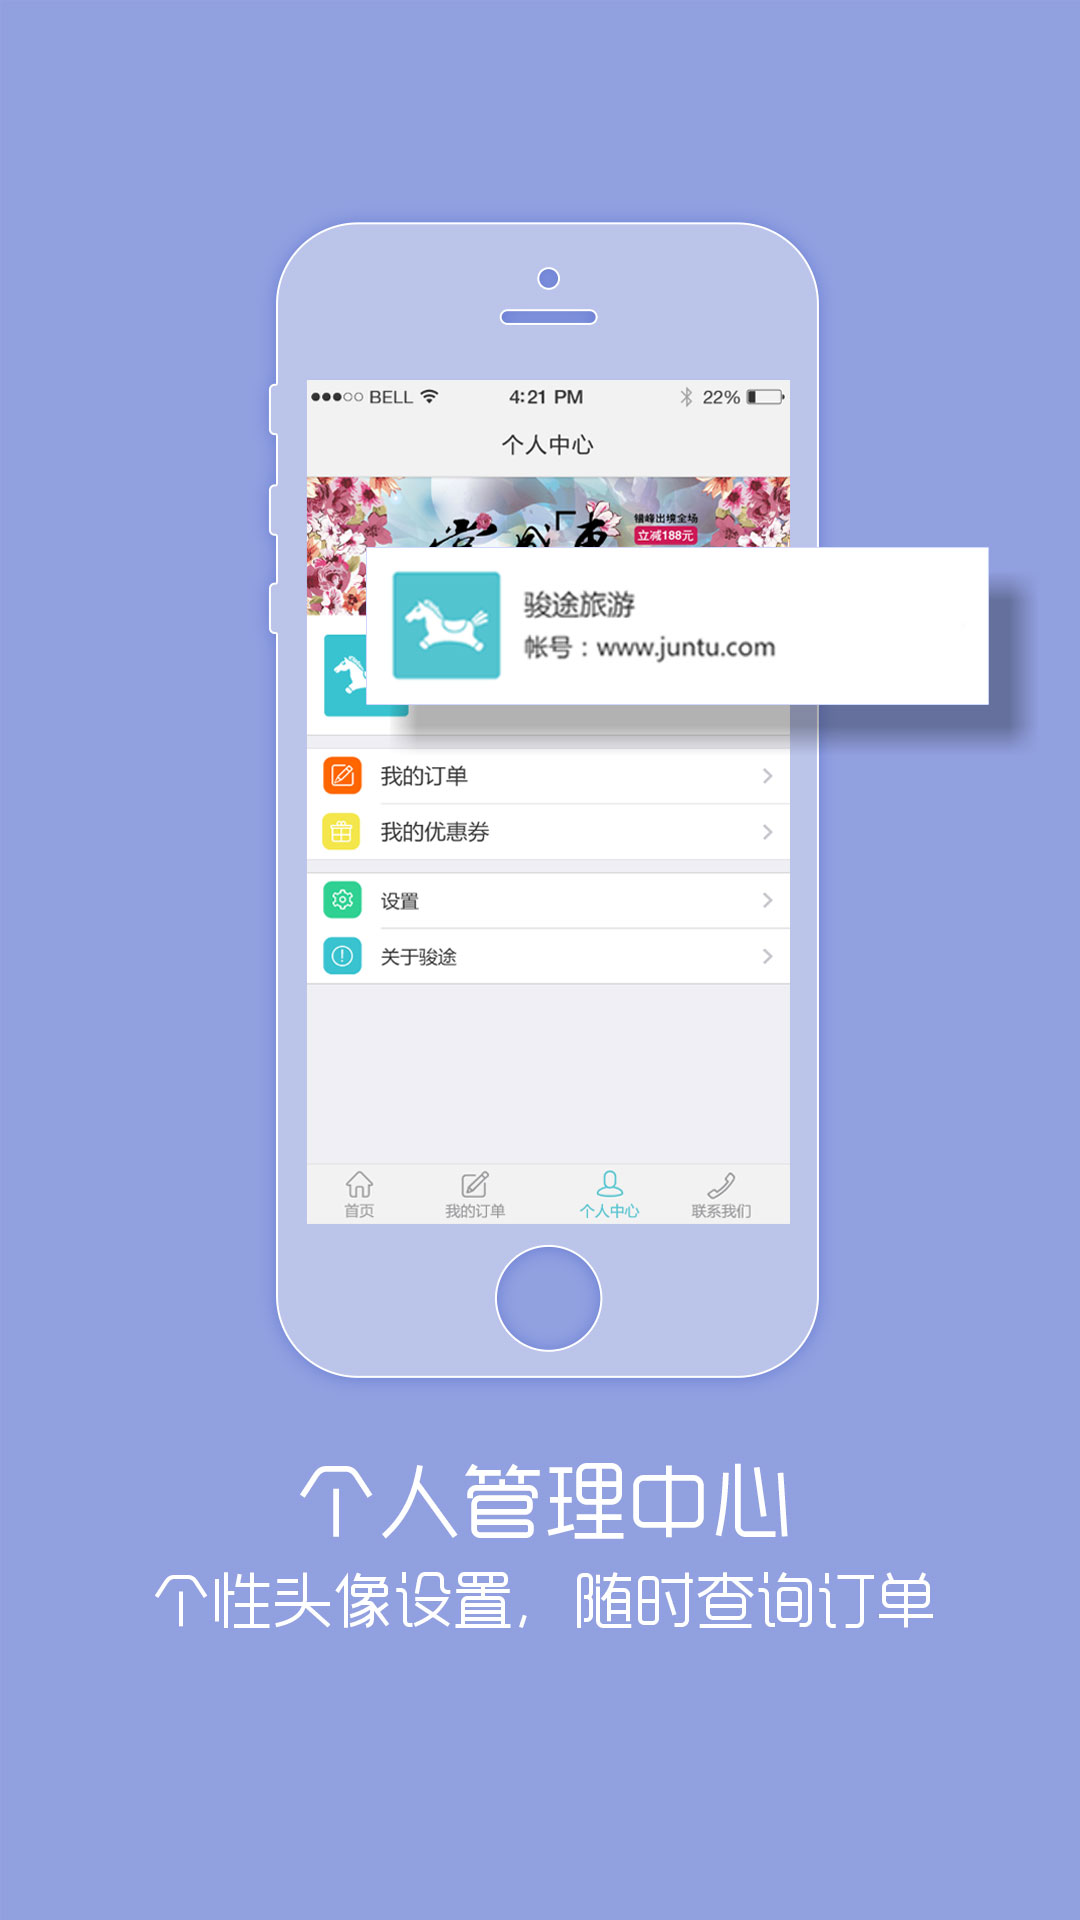 BELL 4:21 PM 22%
个人中心
出境全场
立减188元
骏途旅游
帐号：www.juntu.com
我的订单
我的优惠券
设置
关于骏途
首页 我的订单 个人中心 联系我们
个人管理中心
个性头像设置，随时查询订单